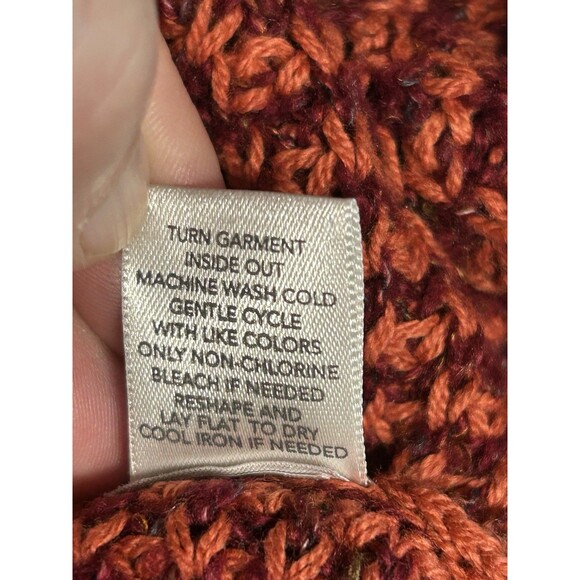 TURN GARMENT
INSIDE OUT
MACHINE WASH COLD
GENTLE CYCLE
WITH LIKE COLORS
ONLY NON-CHLORINE
BLEACH IF NEEDED
RESHAPE AND
LAY FLAT TO DRY
COOL IRON IF NEEDED